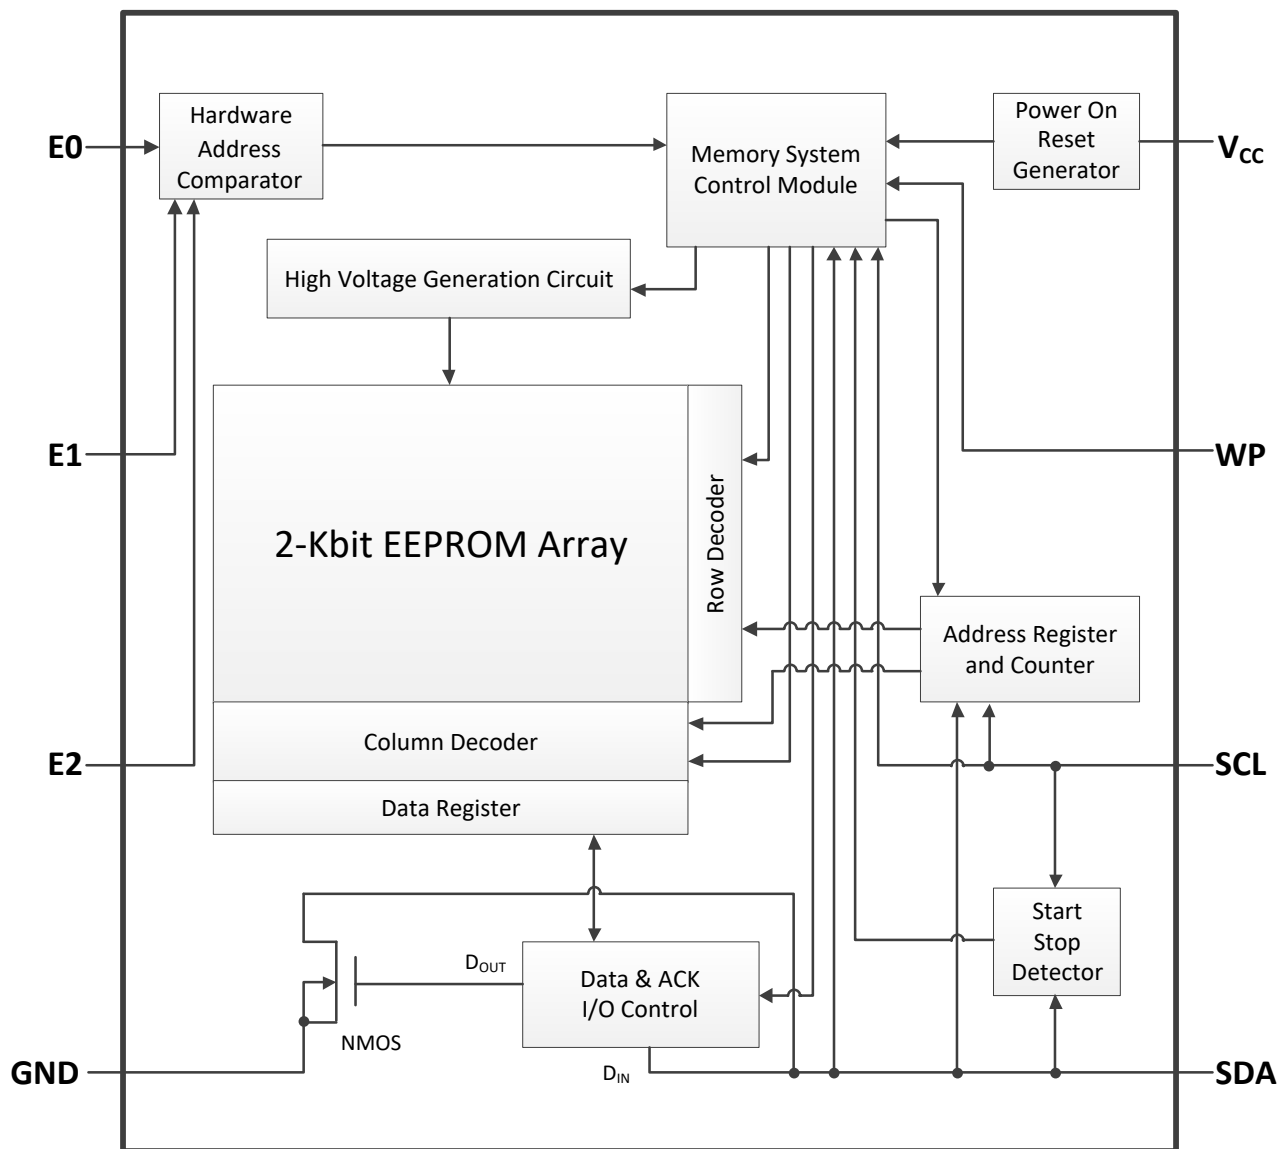 E0
Hardware
Address
Comparator
Memory System
Control Module
Power On
Reset
Generator
VCC
High Voltage Generation Circuit
E1
WP
2-Kbit EEPROM Array
Row Decoder
Address Register
and Counter
E2
Column Decoder
SCL
Data Register
Start
Stop
Detector
DOUT
Data & ACK
I/O Control
NMOS
GND
DIN
SDA